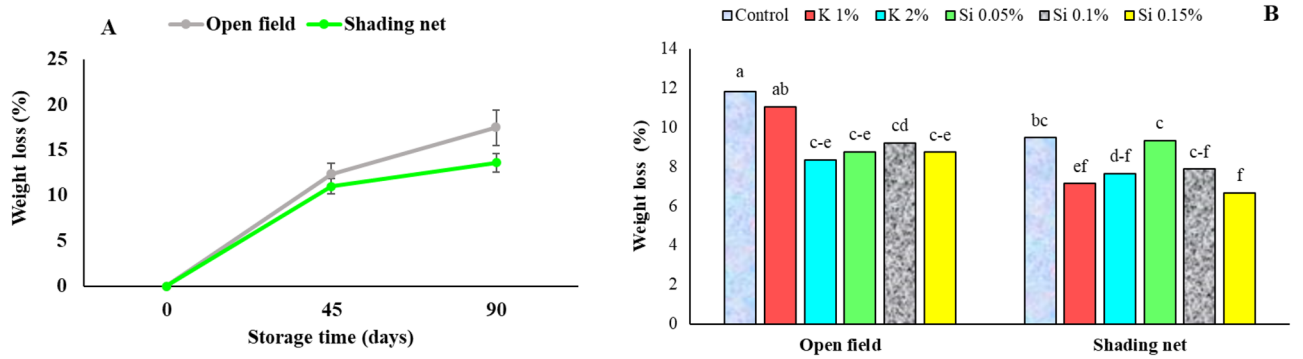 A
Open field
Shading net
25
20
15
10
5
0
Weight loss (%)
0
45
90
Storage time (days)
Control
K 1%
K 2%
Si 0.05%
Si 0.1%
Si 0.15%
B
14
12
10
8
6
4
2
0
Weight loss (%)
a
ab
c-e
c-e
cd
c-e
bc
ef
d-f
c
c-f
f
Open field
Shading net